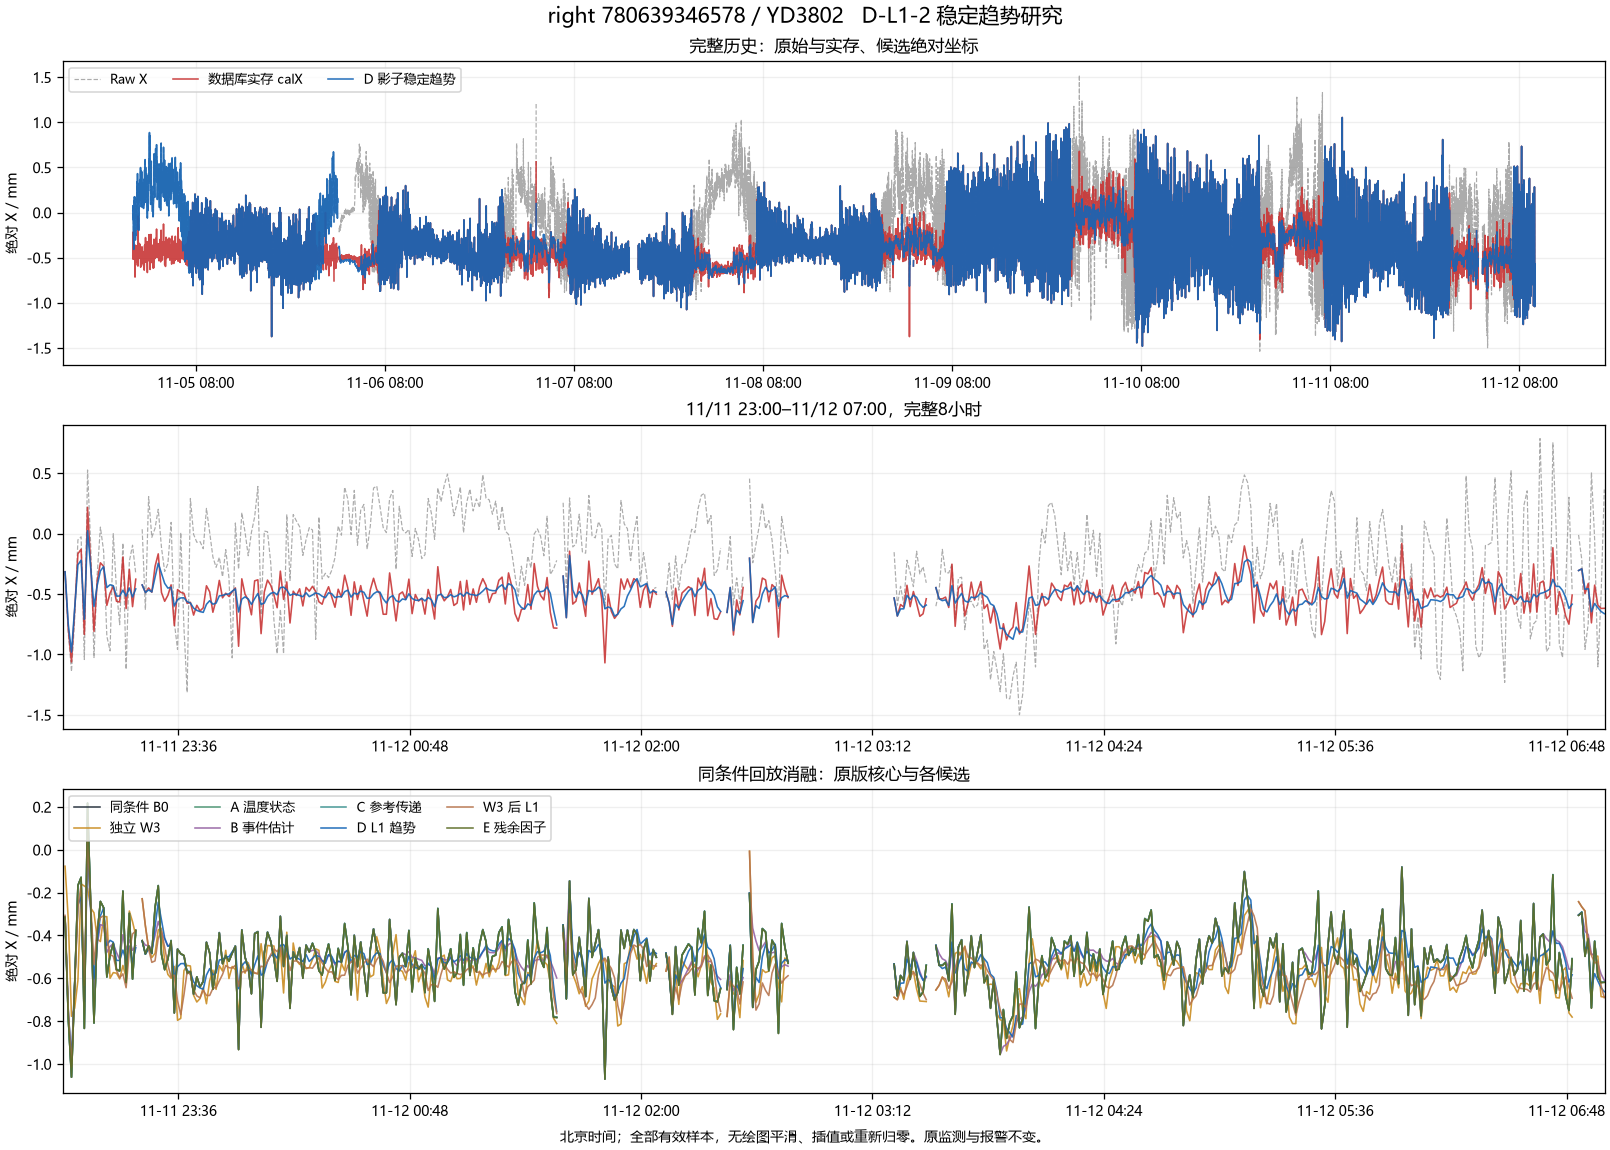 right 780639346578 / YD3802   D-L1-2 稳定趋势研究
完整历史：原始与实存、候选绝对坐标
Raw X
数据库实存 calX
D 影子稳定趋势
绝对 X / mm
1.5
1.0
0.5
0.0
-0.5
-1.0
-1.5
11-05 08:00
11-06 08:00
11-07 08:00
11-08 08:00
11-09 08:00
11-10 08:00
11-11 08:00
11-12 08:00
11/11 23:00–11/12 07:00，完整8小时
绝对 X / mm
0.5
0.0
-0.5
-1.0
-1.5
11-11 23:36
11-12 00:48
11-12 02:00
11-12 03:12
11-12 04:24
11-12 05:36
11-12 06:48
同条件回放消融：原版核心与各候选
同条件 B0
A 温度状态
C 参考传递
W3 后 L1
独立 W3
B 事件估计
D L1 趋势
E 残余因子
绝对 X / mm
0.2
0.0
-0.2
-0.4
-0.6
-0.8
-1.0
11-11 23:36
11-12 00:48
11-12 02:00
11-12 03:12
11-12 04:24
11-12 05:36
11-12 06:48
北京时间；全部有效样本，无绘图平滑、插值或重新归零。原监测与报警不变。